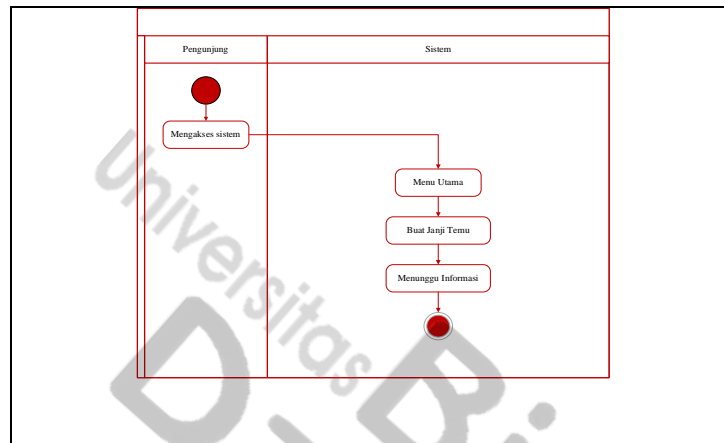 Pengunjung
Sistem
Mengakses sistem
Menu Utama
Buat Janji Temu
Menunggu Informasi
Universitas